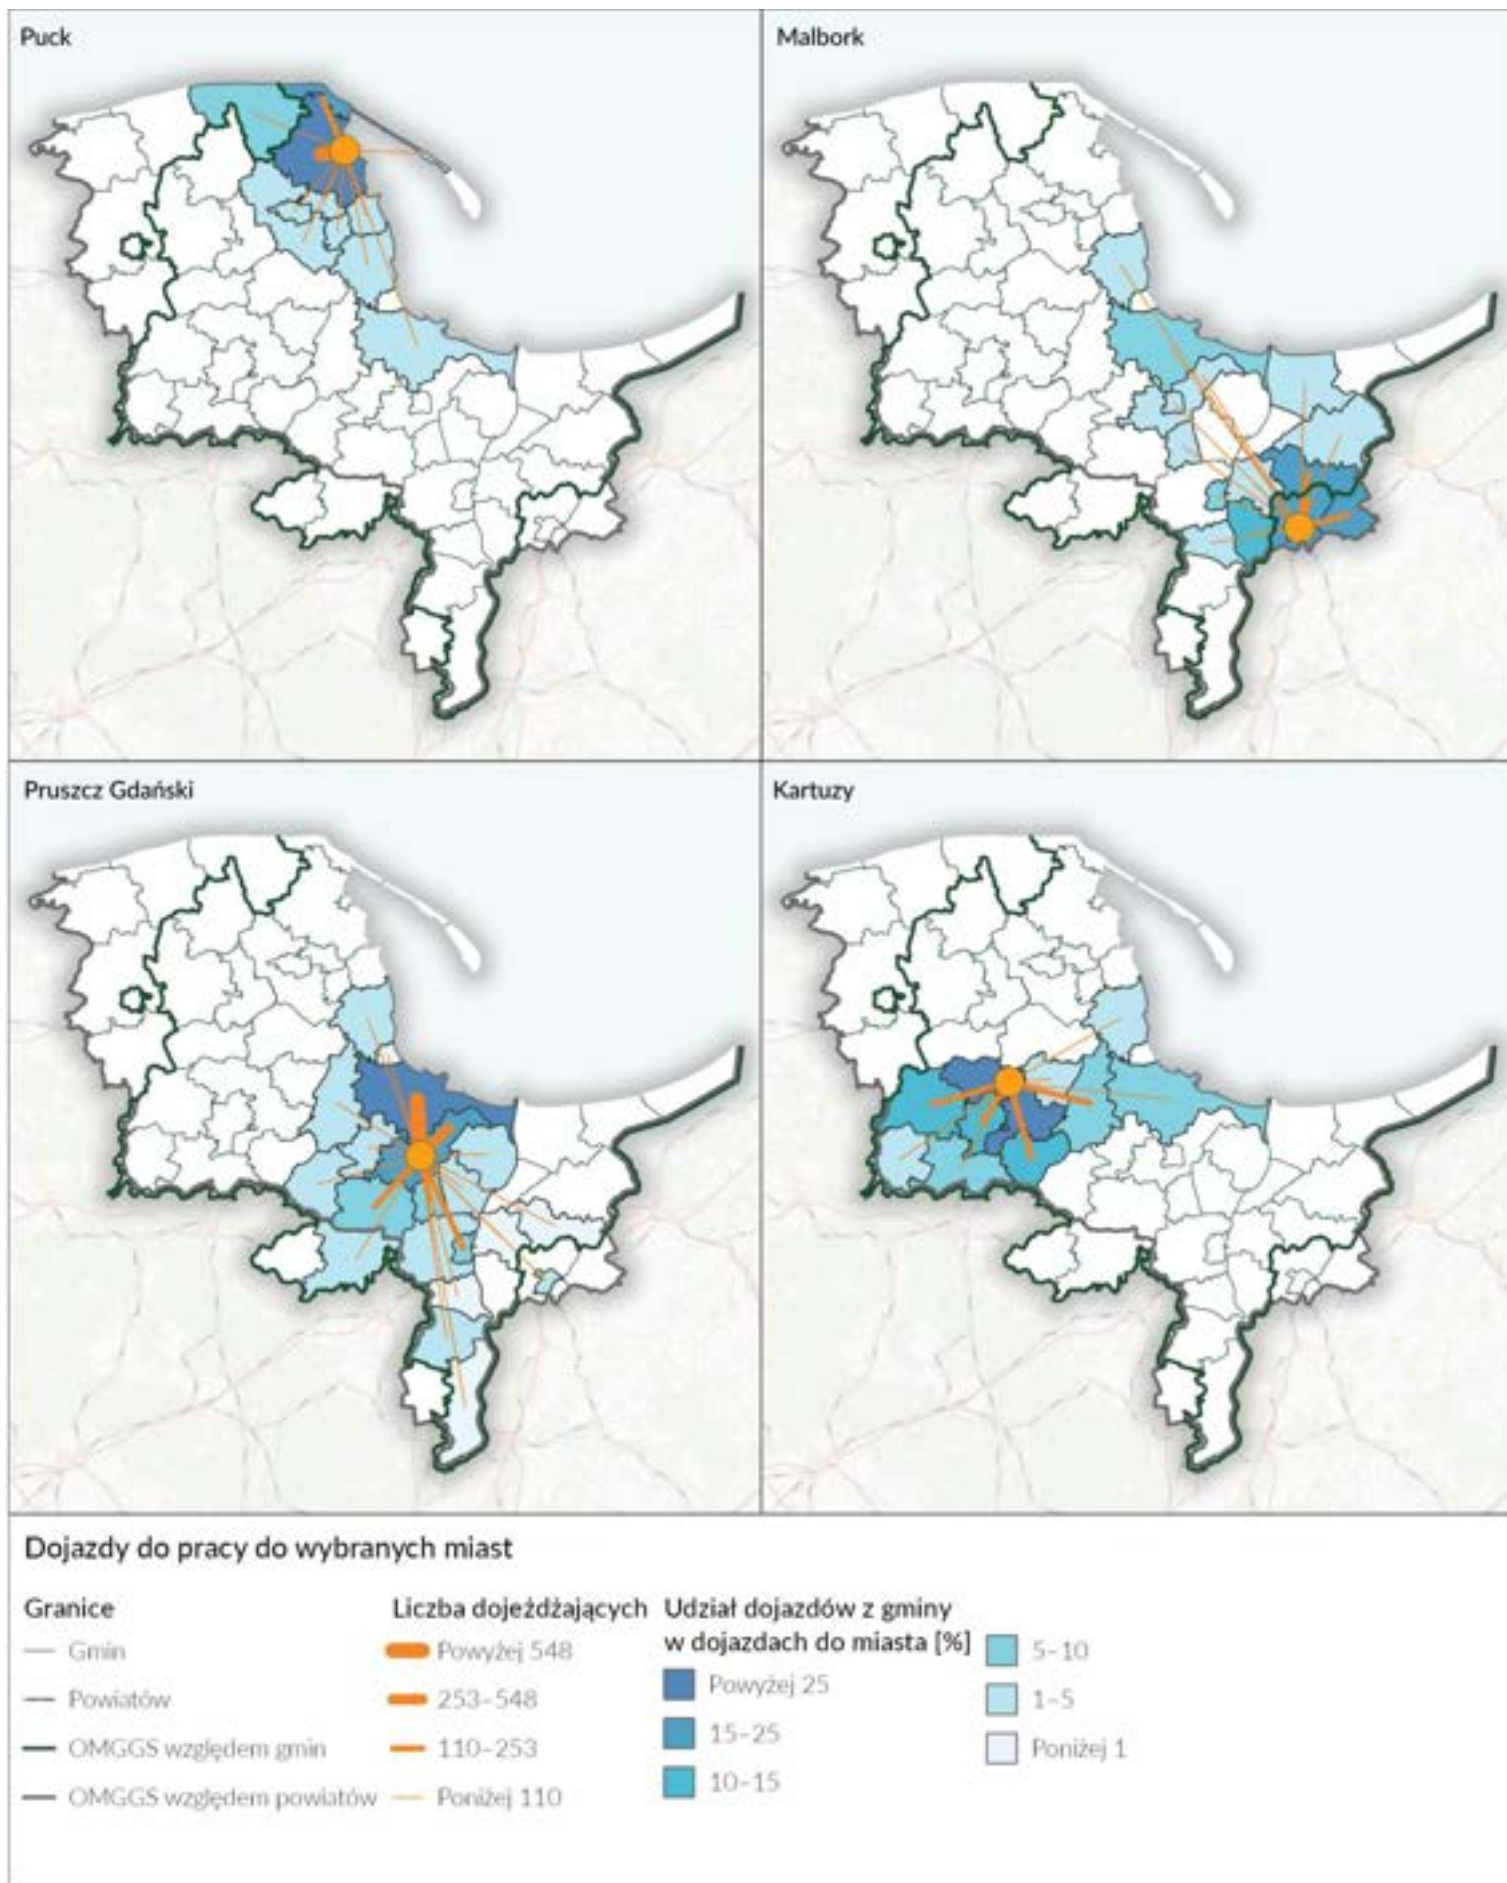 Puck
Malbork
Pruszcz Gdański
Kartuzy
Dojazdy do pracy do wybranych miast
Granice
Gmin
Powiatów
OMGGS względem gmin
OMGGS względem powiatów
Liczba dojeżdżających
Powyżej 548
253–548
110–253
Poniżej 110
Udział dojazdów z gminy
w dojazdach do miasta [%]
Powyżej 25
15–25
10–15
5–10
1–5
Poniżej 1